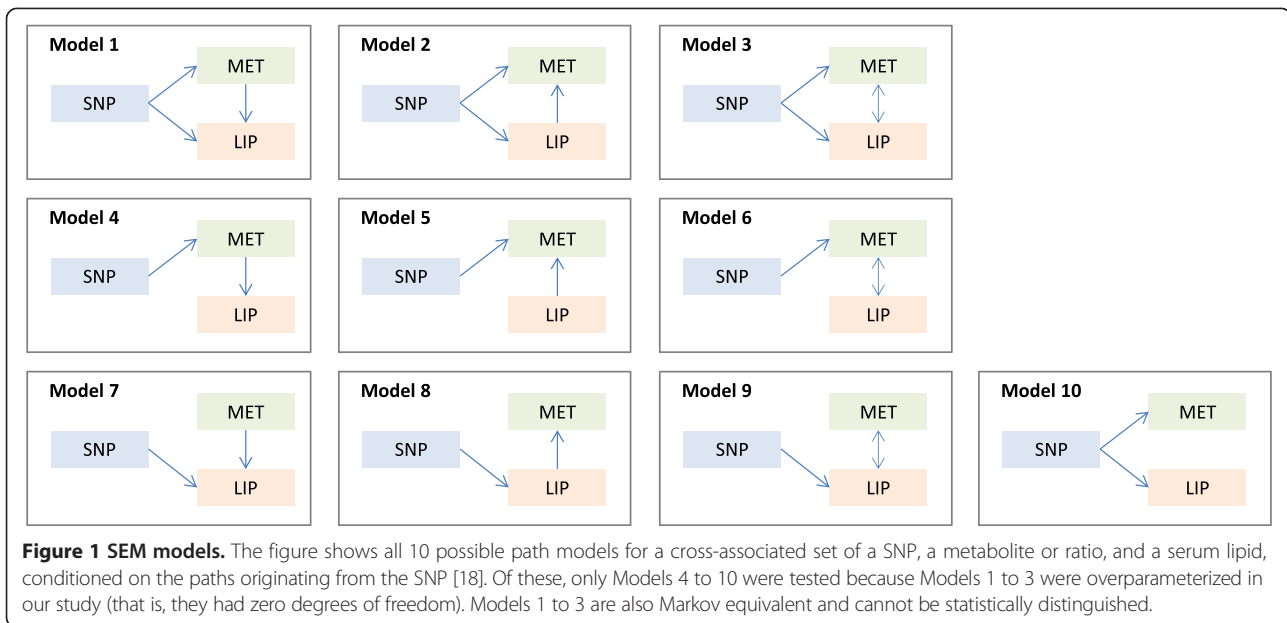 Model 1
MET
SNP
LIP
Model 2
MET
SNP
LIP
Model 3
MET
SNP
LIP
Model 4
MET
SNP
LIP
Model 5
MET
SNP
LIP
Model 6
MET
SNP
LIP
Model 7
MET
SNP
LIP
Model 8
MET
SNP
LIP
Model 9
MET
SNP
LIP
Model 10
MET
SNP
LIP
Figure 1 SEM models. The figure shows all 10 possible path models for a cross-associated set of a SNP, a metabolite or ratio, and a serum lipid,
conditioned on the paths originating from the SNP [18]. Of these, only Models 4 to 10 were tested because Models 1 to 3 were overparameterized in
our study (that is, they had zero degrees of freedom). Models 1 to 3 are also Markov equivalent and cannot be statistically distinguished.